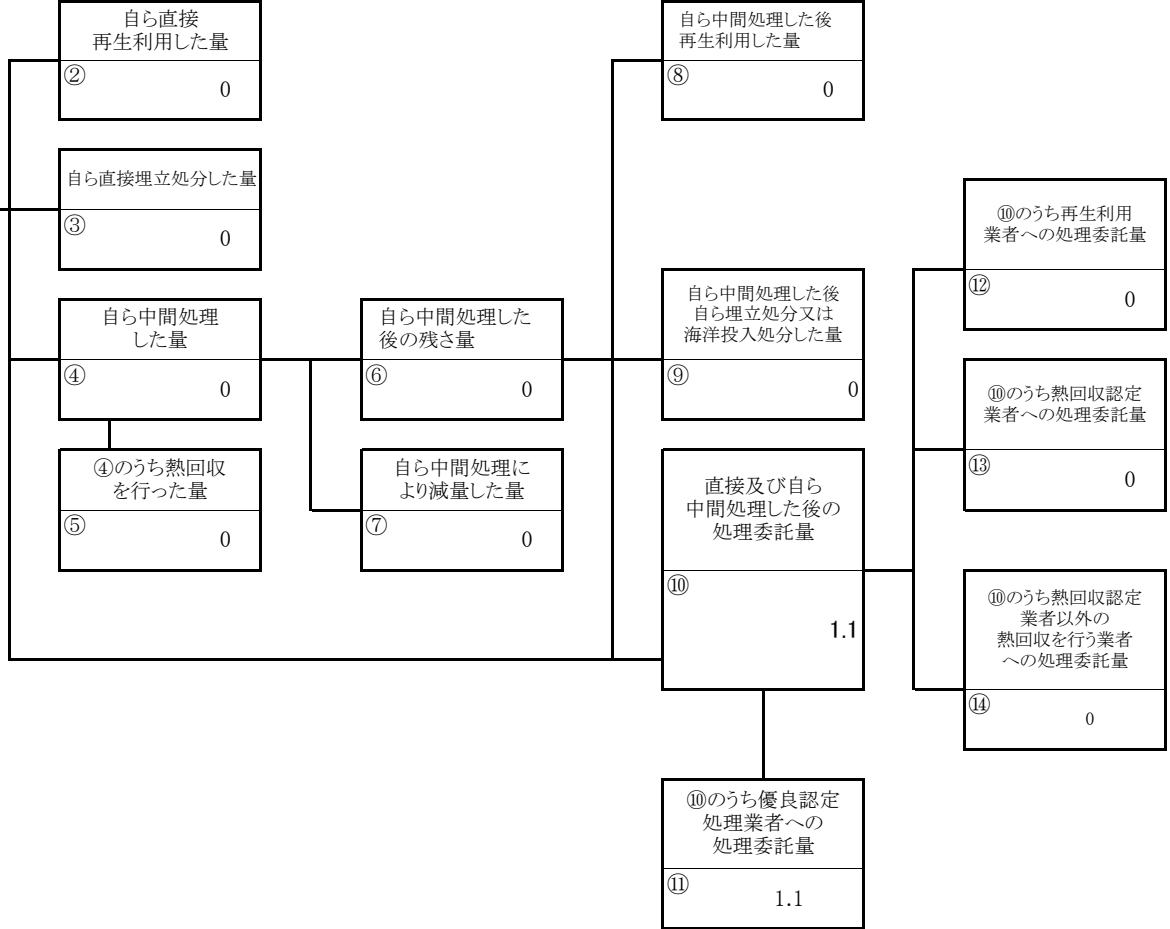 自ら直接
再生利用した量
②
0
自ら直接埋立処分した量
③
0
自ら中間処理
した量
④
0
④のうち熱回収
を行った量
⑤
0
自ら中間処理した
後の残さ量
⑥
0
自ら中間処理に
より減量した量
⑦
0
自ら中間処理した後
再生利用した量
⑧
0
自ら中間処理した後
自ら埋立処分又は
海洋投入処分した量
⑨
0
直接及び自ら
中間処理した後の
処理委託量
⑩
1.1
⑩のうち優良認定
処理業者への
処理委託量
⑪
1.1
⑩のうち再生利用
業者への処理委託量
⑫
0
⑩のうち熱回収認定
業者への処理委託量
⑬
0
⑩のうち熱回収認定
業者以外の
熱回収を行う業者
への処理委託量
⑭
0